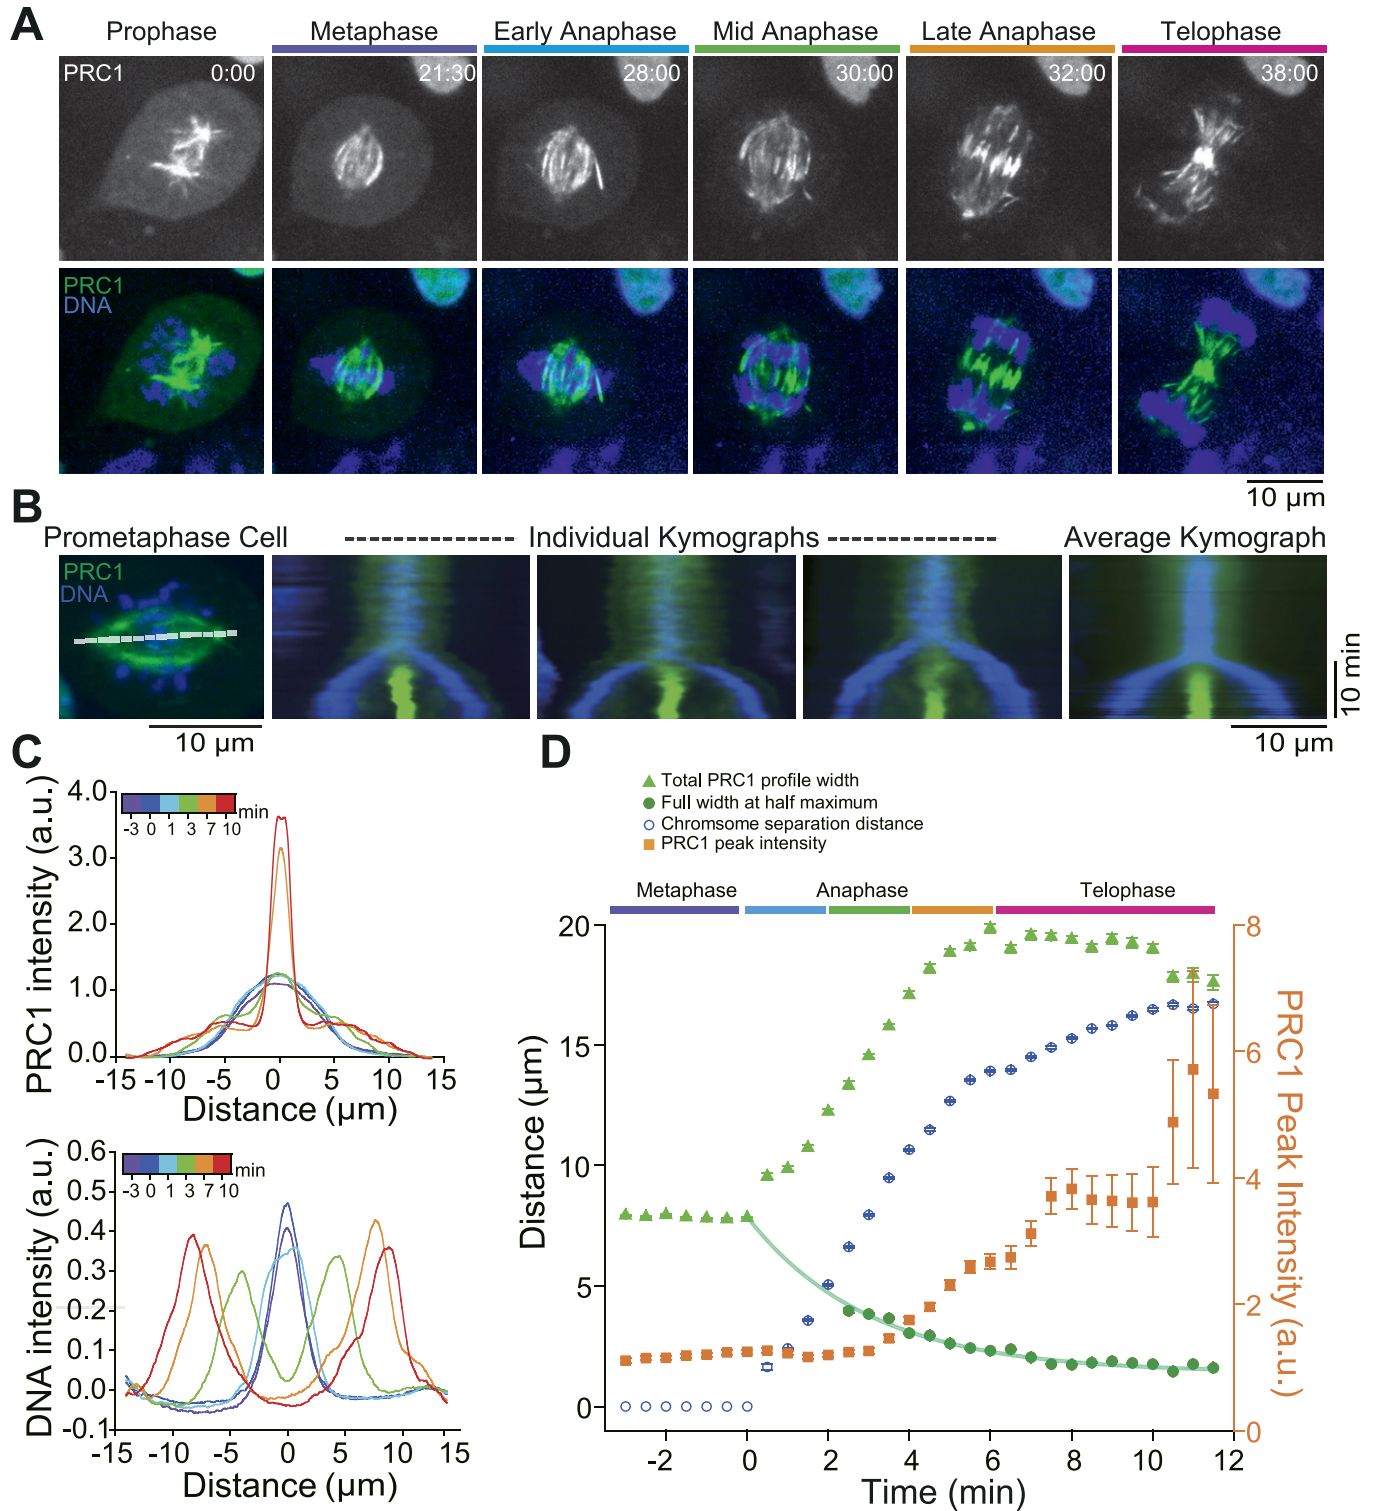 A
Prophase Metaphase Early Anaphase Mid Anaphase Late Anaphase Telophase
PRC1 0:00 21:30 28:00 30:00 32:00 38:00
PRC1
DNA
10 µm
B
Prometaphase Cell Individual Kymographs Average Kymograph
PRC1
DNA
10 min
10 µm 10 µm
C
PRC1 intensity (a.u.)
4.0
3.0
2.0
1.0
0.0
-3 0 1 3 7 10 min
-15 -10 -5 0 5 10 15
Distance (µm)
DNA intensity (a.u.)
0.6
0.5
0.4
0.3
0.2
0.1
0.0
-0.1
-3 0 1 3 7 10 min
-15 -10 -5 0 5 10 15
Distance (µm)
D
Total PRC1 profile width
Full width at half maximum
Chromsome separation distance
PRC1 peak intensity
Metaphase Anaphase Telophase
Distance (µm)
20
15
10
5
0
8
6
4
2
0
PRC1 Peak Intensity (a.u.)
-2 0 2 4 6 8 10 12
Time (min)